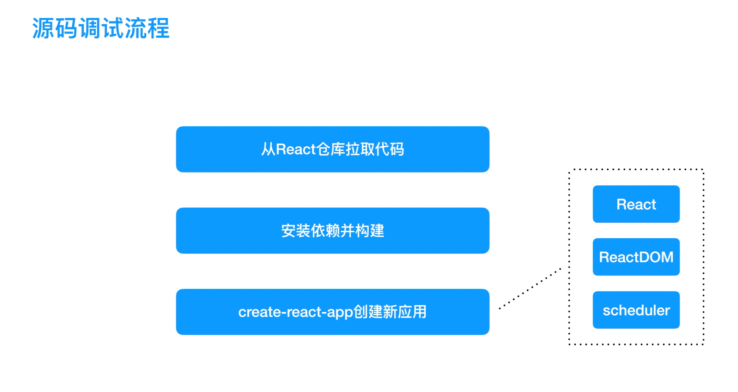 源码调试流程
从React仓库拉取代码
安装依赖并构建
create-react-app创建新应用
React
ReactDOM
scheduler